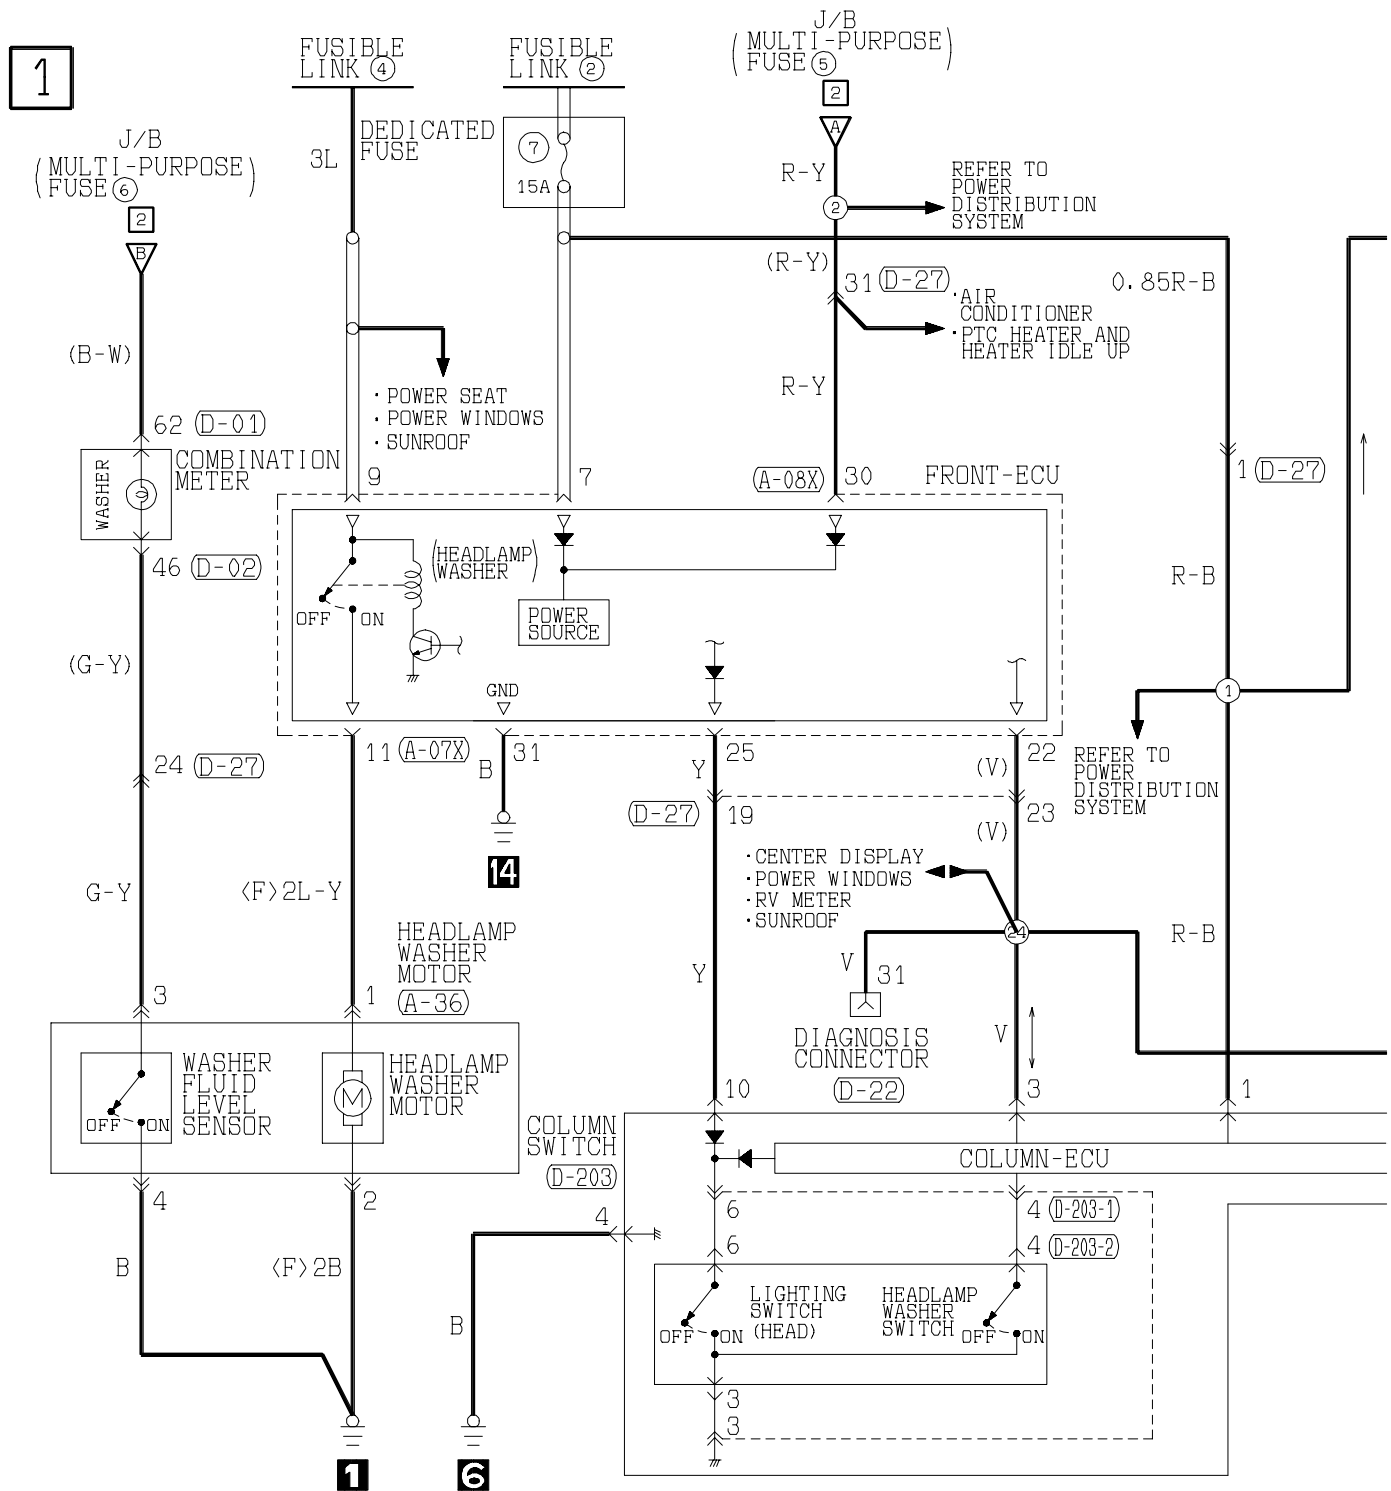 1
FUSIBLE
LINK ④
FUSIBLE
LINK ②
J/B
(MULTI-PURPOSE
FUSE⑤)
2
A
J/B
(MULTI-PURPOSE
FUSE⑥)
2
B
3L
DEDICATED
FUSE
7
15A
R-Y
2
REFER TO
POWER
DISTRIBUTION
SYSTEM
(R-Y)
31 (D-27)
0.85R-B
·AIR
CONDITIONER
·PTC HEATER AND
HEATER IDLE UP
(B-W)
R-Y
·POWER SEAT
·POWER WINDOWS
·SUNROOF
62 (D-01)
COMBINATION
METER
WASHER
9
7
(A-08X) 30
FRONT-ECU
1 (D-27)
46 (D-02)
(HEADLAMP
WASHER)
OFF ON
POWER
SOURCE
R-B
(G-Y)
GND
1
24 (D-27)
11 (A-07X)
31
B
25
Y
22
(V)
REFER TO
POWER
DISTRIBUTION
SYSTEM
(D-27) 19
23
(V)
14
·CENTER DISPLAY
·POWER WINDOWS
·RV METER
·SUNROOF
G-Y
<F>2L-Y
24
R-B
HEADLAMP
WASHER
MOTOR
(A-36)
Y
V
31
3
1
DIAGNOSIS
CONNECTOR
(D-22)
V
WASHER
FLUID
LEVEL
SENSOR
OFF ON
M
HEADLAMP
WASHER
MOTOR
10
3
1
COLUMN
SWITCH
(D-203)
COLUMN-ECU
4
2
4
6
4 (D-203-1)
6
4 (D-203-2)
B
<F>2B
B
LIGHTING
SWITCH
(HEAD)
OFF ON
HEADLAMP
WASHER
SWITCH
OFF ON
3
3
1
6